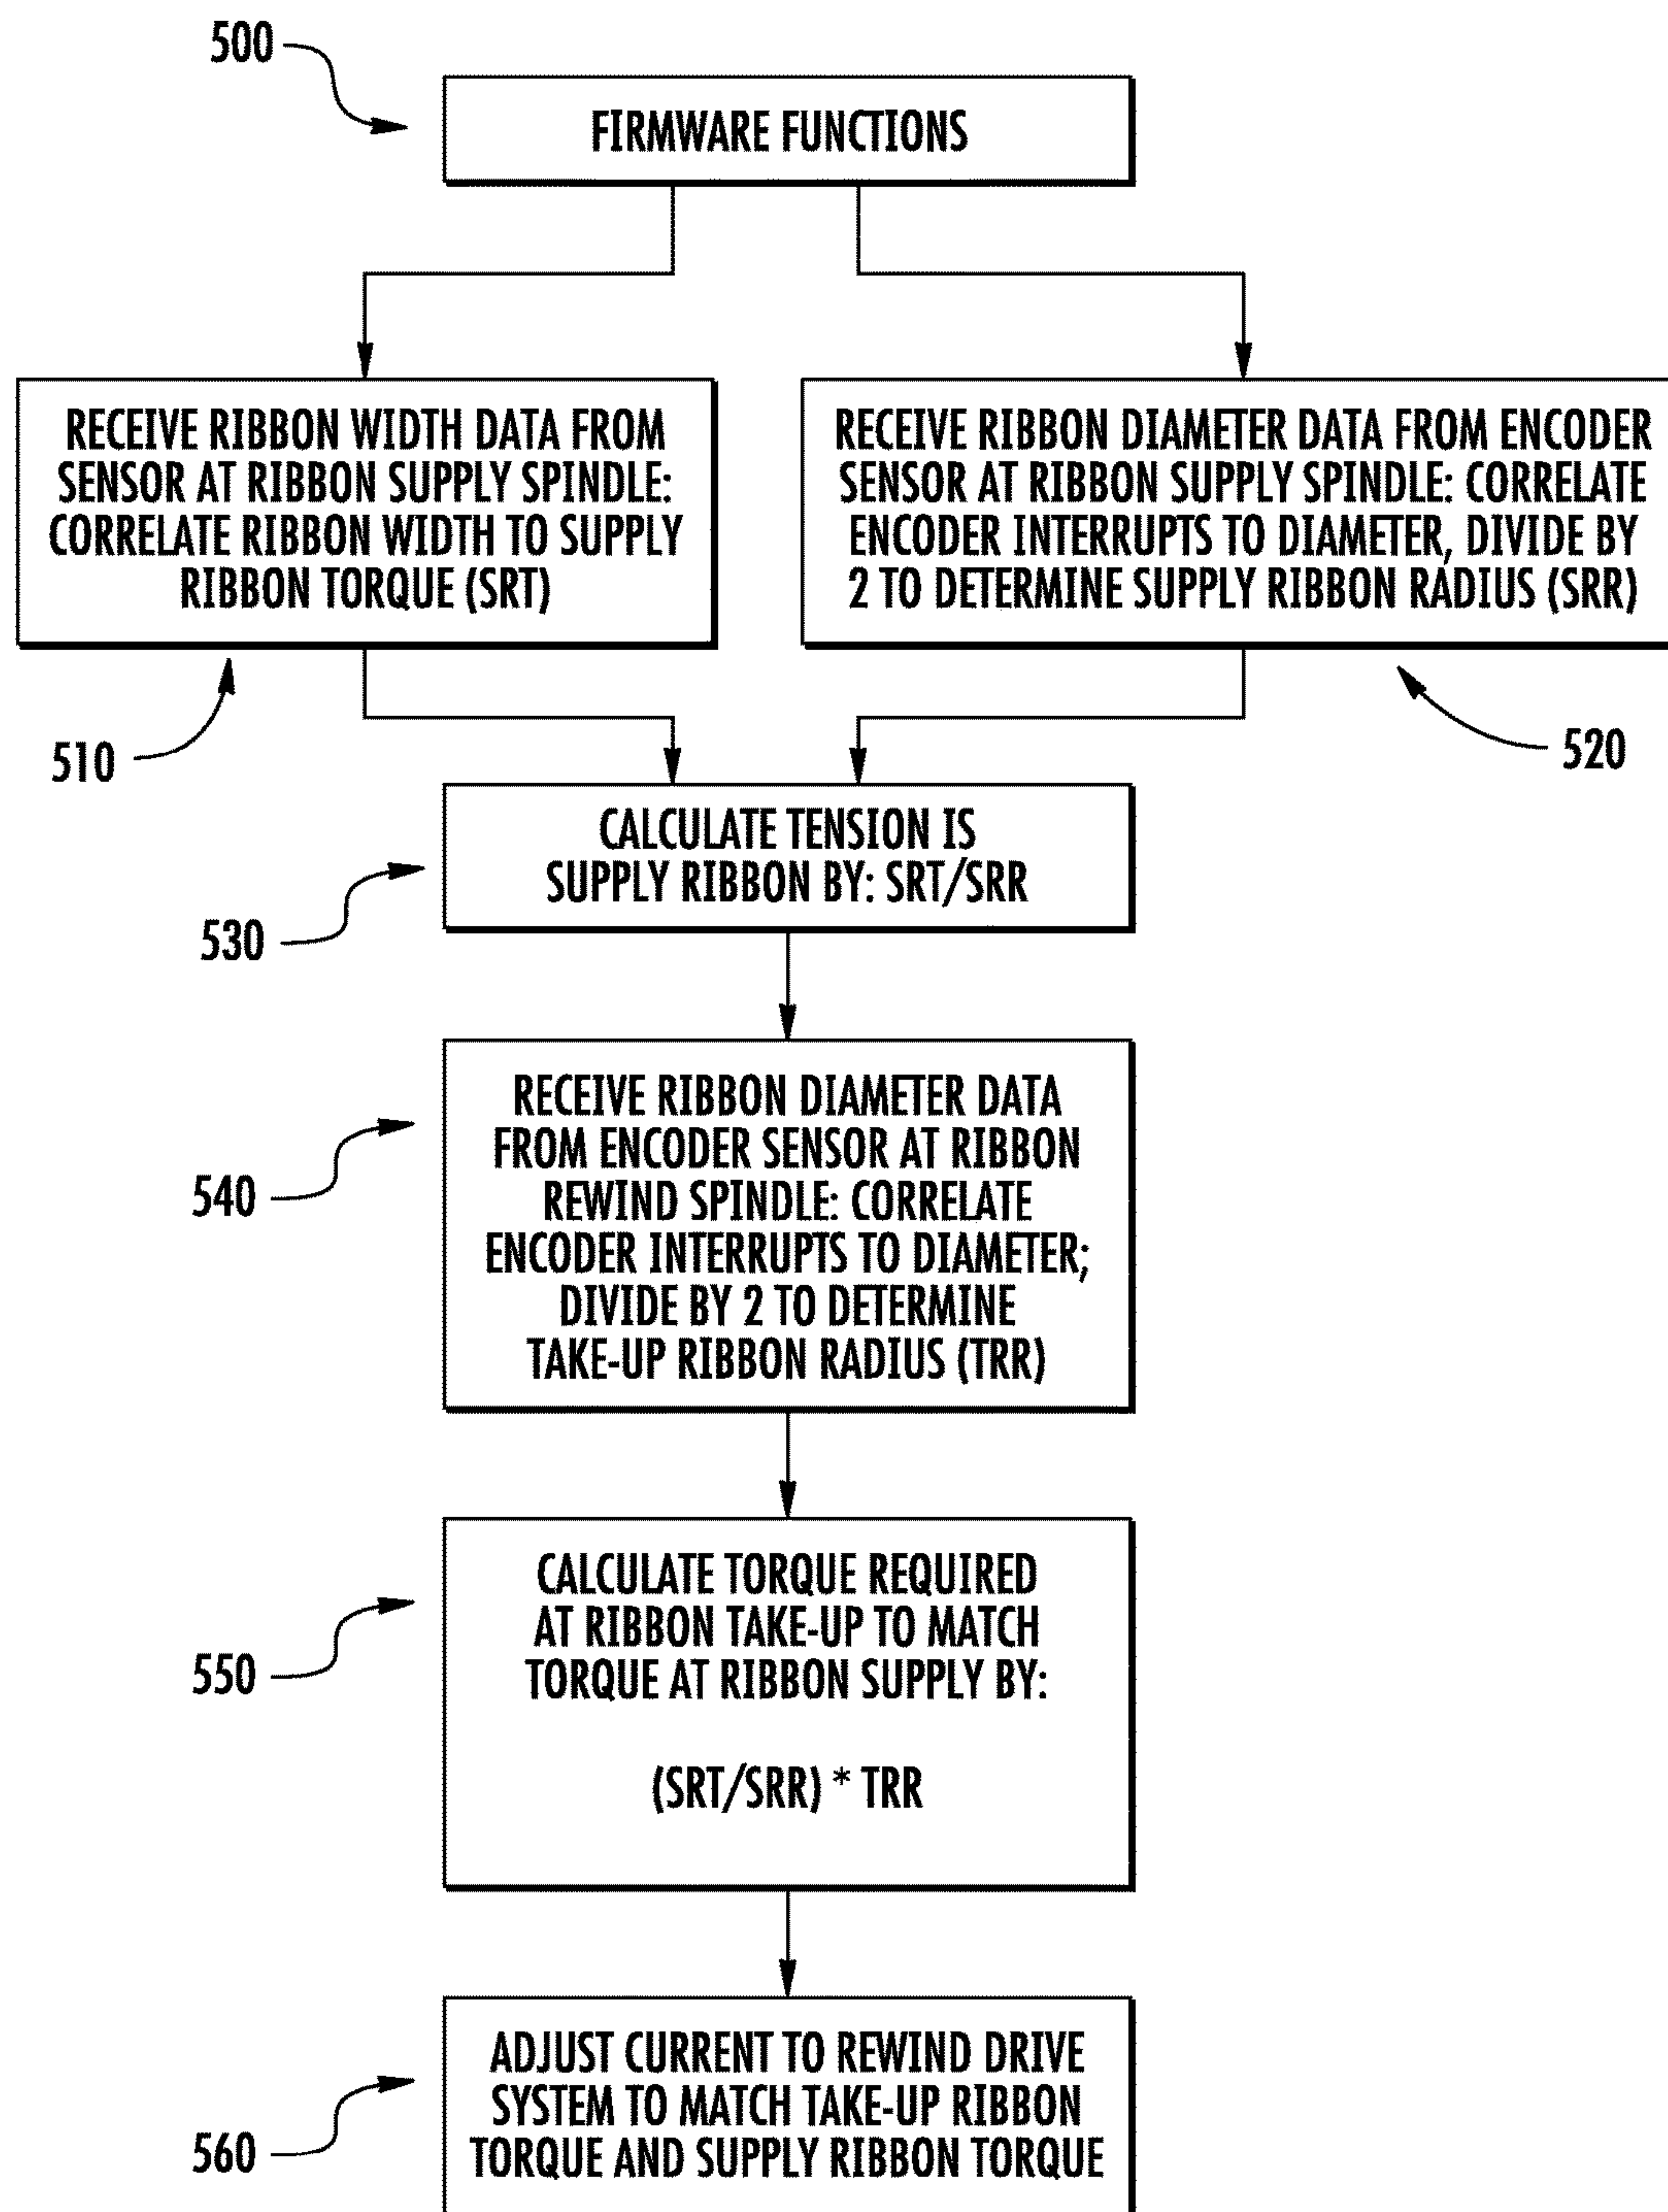 500
FIRMWARE FUNCTIONS
RECEIVE RIBBON WIDTH DATA FROM
SENSOR AT RIBBON SUPPLY SPINDLE:
CORRELATE RIBBON WIDTH TO SUPPLY
RIBBON TORQUE (SRT)
510
RECEIVE RIBBON DIAMETER DATA FROM ENCODER
SENSOR AT RIBBON SUPPLY SPINDLE: CORRELATE
ENCODER INTERRUPTS TO DIAMETER, DIVIDE BY
2 TO DETERMINE SUPPLY RIBBON RADIUS (SRR)
520
CALCULATE TENSION IS
SUPPLY RIBBON BY: SRT/SRR
530
RECEIVE RIBBON DIAMETER DATA
FROM ENCODER SENSOR AT RIBBON
REWIND SPINDLE: CORRELATE
ENCODER INTERRUPTS TO DIAMETER;
DIVIDE BY 2 TO DETERMINE
TAKE-UP RIBBON RADIUS (TRR)
540
CALCULATE TORQUE REQUIRED
AT RIBBON TAKE-UP TO MATCH
TORQUE AT RIBBON SUPPLY BY:
(SRT/SRR) * TRR
550
ADJUST CURRENT TO REWIND DRIVE
SYSTEM TO MATCH TAKE-UP RIBBON
TORQUE AND SUPPLY RIBBON TORQUE
560